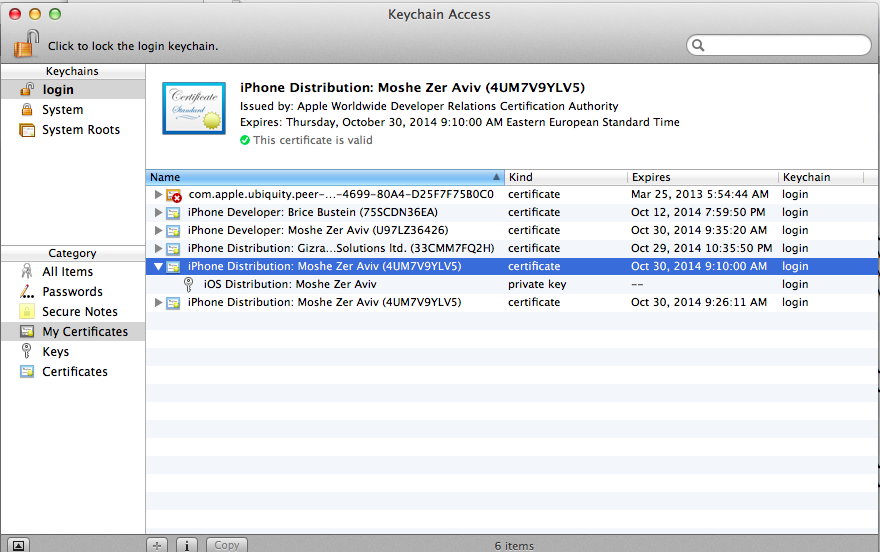 Keychain Access
Click to lock the login keychain.
Keychains
login
System
System Roots
Category
All Items
Passwords
Secure Notes
My Certificates
Keys
Certificates
Certificate
Standard
iPhone Distribution: Moshe Zer Aviv (4UM7V9YLV5)
Issued by: Apple Worldwide Developer Relations Certification Authority
Expires: Thursday, October 30, 2014 9:10:00 AM Eastern European Standard Time
This certificate is valid
Name Kind Expires Keychain
com.apple.ubiquity.peer-...-4699-80A4-D25F7F75B0C0 certificate Mar 25, 2013 5:54:44 AM login
iPhone Developer: Brice Bustein (75SCDN36EA) certificate Oct 12, 2014 7:59:50 PM login
iPhone Developer: Moshe Zer Aviv (U97LZ36426) certificate Oct 30, 2014 9:35:20 AM login
iPhone Distribution: Gizra...Solutions ltd. (33CMM7FQ2H) certificate Oct 29, 2014 10:35:50 PM login
iPhone Distribution: Moshe Zer Aviv (4UM7V9YLV5) certificate Oct 30, 2014 9:10:00 AM login
iOS Distribution: Moshe Zer Aviv private key -- login
iPhone Distribution: Moshe Zer Aviv (4UM7V9YLV5) certificate Oct 30, 2014 9:26:11 AM login
+ i Copy 6 items